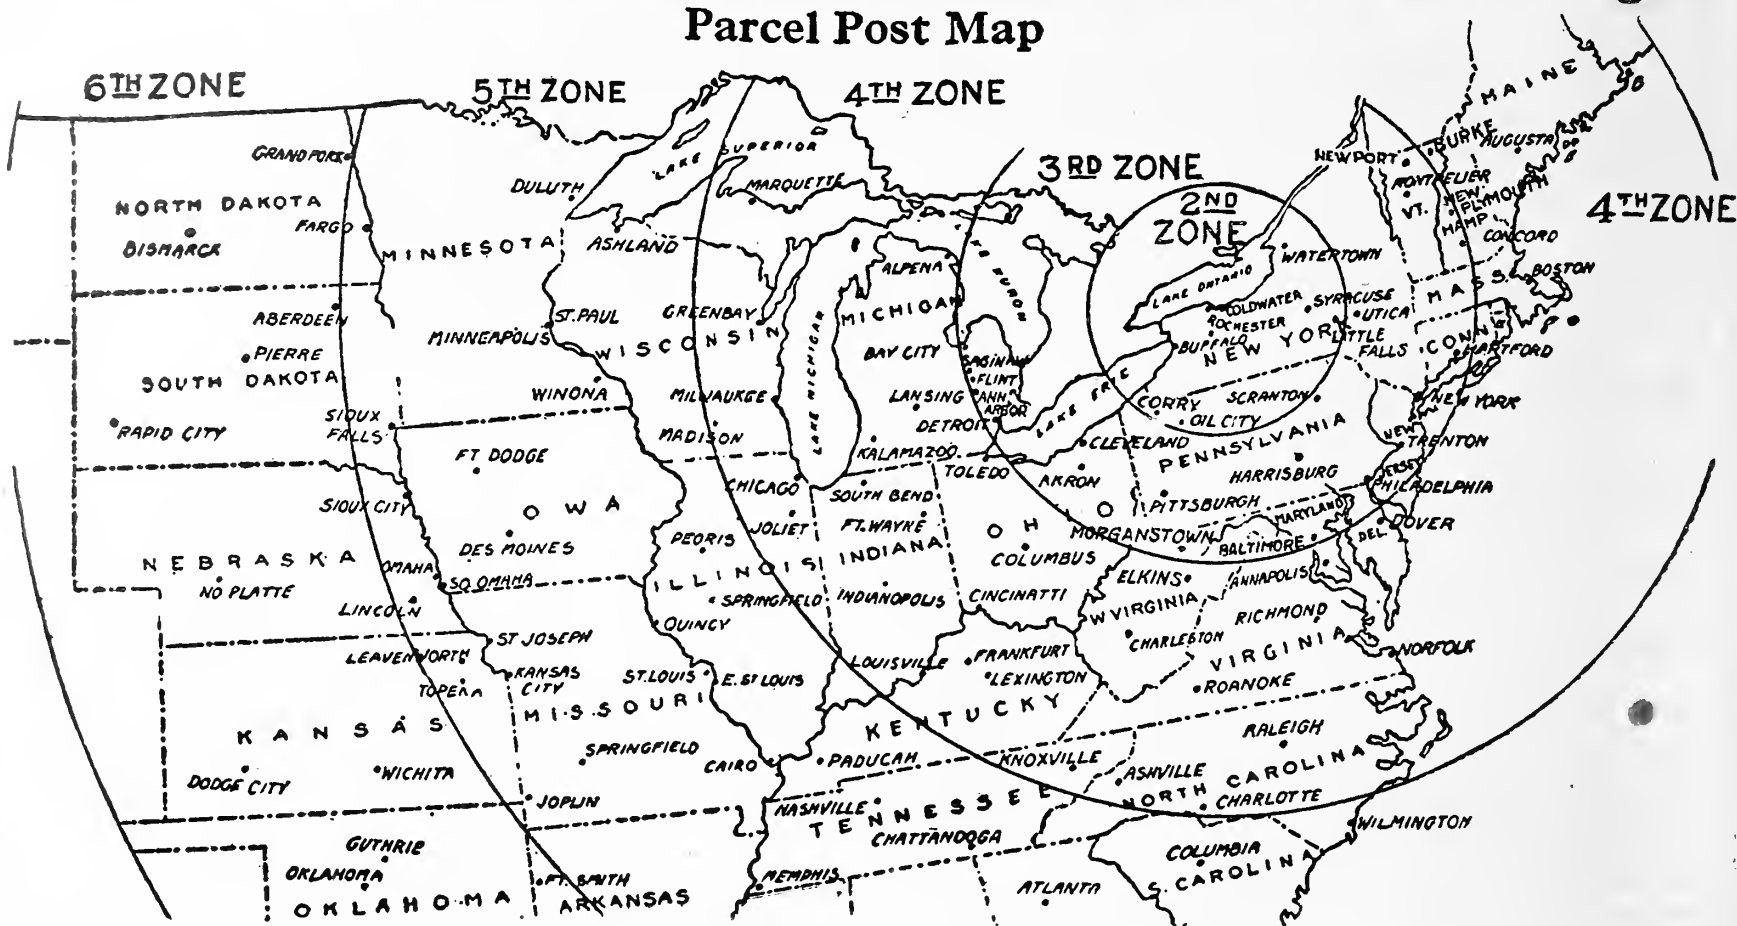 Parcel Post Map
6TH ZONE
5TH ZONE
4TH ZONE
3RD ZONE
2ND
ZONE
4TH ZONE
MAINE
BURKE
AUGUSTA
NEWPORT
MONTPELIER
VT.
NEW
HAMP
PLYMOUTH
CONCORD
GRAND FORKS
NORTH DAKOTA
BISMARCK
FARGO
MINNESOTA
DULUTH
LAKE SUPERIOR
MARQUETTE
ASHLAND
ALPENA
LAKE HURON
WATERTOWN
LAKE ONTARIO
COLDWATER
ROCHESTER
SYRACUSE
UTICA
LITTLE
FALLS
BUFFALO
NEW YORK
MASS
BOSTON
CONN
HARTFORD
ABERDEEN
PIERRE
SOUTH DAKOTA
RAPID CITY
SIOUX
FALLS
MINNEAPOLIS
ST. PAUL
GREENBAY
WISCONSIN
WINONA
MILWAUKEE
MADISON
LAKE MICHIGAN
MICHIGAN
BAY CITY
SAGINAW
FLINT
LANSING
ANN
ARBOR
DETROIT
KALAMAZOO
LAKE ERIE
CORRY
OIL CITY
SCRANTON
NEW YORK
NEW
JERSEY
TRENTON
CLEVELAND
PENNSYLVANIA
TOLEDO
AKRON
HARRISBURG
PITTSBURGH
PHILADELPHIA
FT DODGE
IOWA
SIOUX CITY
DES MOINES
CHICAGO
SOUTH BEND
JOLIET
FT. WAYNE
PEORIS
ILLINOIS
INDIANA
OHIO
COLUMBUS
MORGANSTOWN
MARYLAND
BALTIMORE
DEL.
DOVER
NEBRASKA
NO PLATTE
OMAHA
SO. OMAHA
LINCOLN
SPRINGFIELD
INDIANOPOLIS
CINCINATTI
ELKINS
ANNAPOLIS
W VIRGINIA
RICHMOND
QUINCY
CHARLESTON
VIRGINIA
NORFOLK
ST JOSEPH
LEAVENWORTH
TOPEKA
KANSAS
CITY
ST. LOUIS
E. ST LOUIS
LOUISVILLE
FRANKFURT
LEXINGTON
ROANOKE
MISSOURI
KENTUCKY
KANSAS
SPRINGFIELD
CAIRO
PADUCAH
KNOXVILLE
RALEIGH
DODGE CITY
WICHITA
ASHVILLE
NORTH CAROLINA
JOPLIN
NASHVILLE
TENNESSEE
CHARLOTTE
WILMINGTON
GUTHRIE
CHATTANOOGA
COLUMBIA
OKLAHOMA
FT. SMITH
MEMPHIS
ATLANTA
S. CAROLINA
OKLAHOMA
ARKANSAS